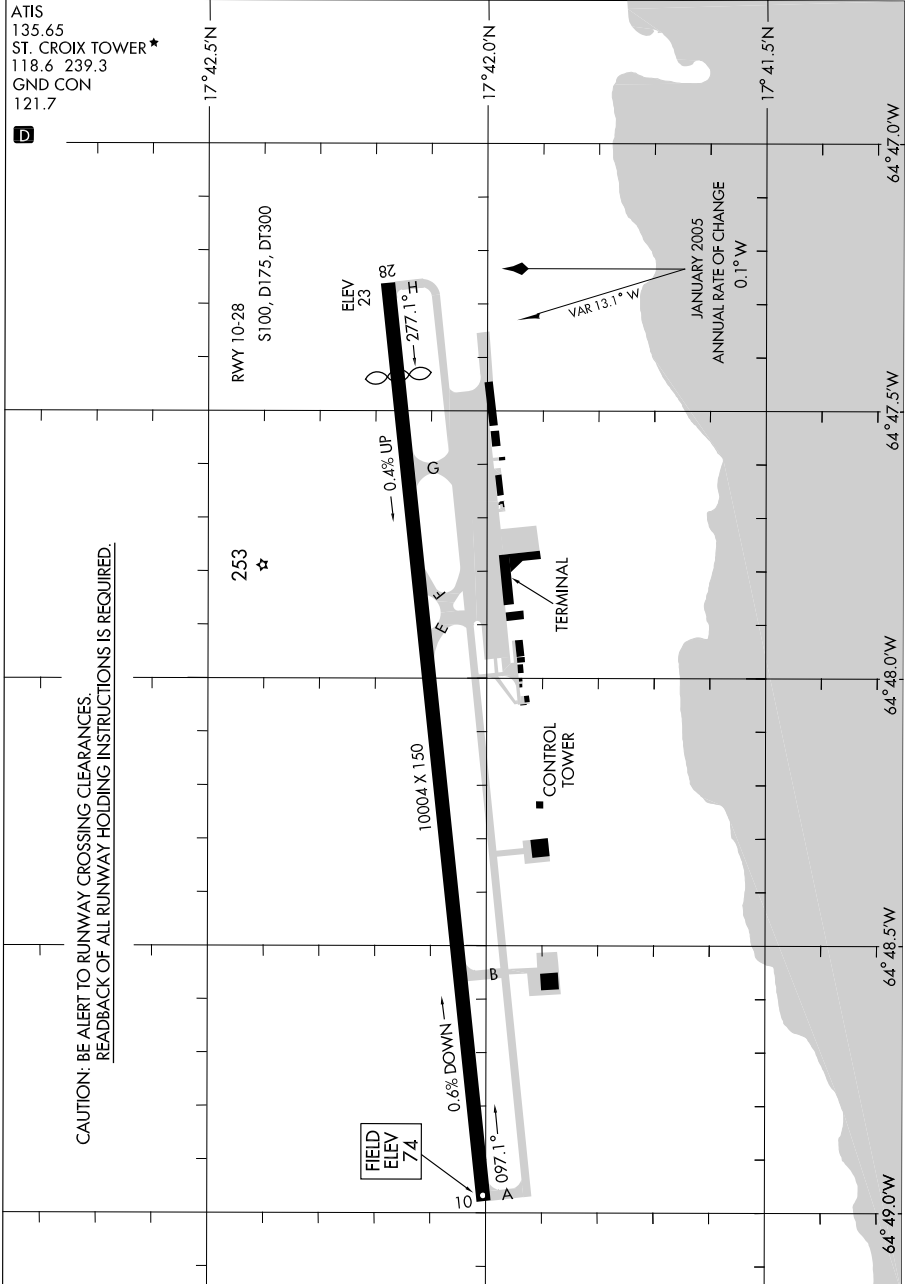 ATIS
135.65
ST. CROIX TOWER★
118.6 239.3
GND CON
121.7
D
CAUTION: BE ALERT TO RUNWAY CROSSING CLEARANCES.
READBACK OF ALL RUNWAY HOLDING INSTRUCTIONS IS REQUIRED.
17°42.5'N
17°42.0'N
17°41.5'N
64°47.0'W
64°47.5'W
64°48.0'W
64°48.5'W
64°49.0'W
RWY 10-28
S100, D175, DT300
ELEV
23
28
H
277.1°
0.4% UP
G
253
F
E
10004 X 150
TERMINAL
CONTROL
TOWER
B
0.6% DOWN
FIELD
ELEV
74
10
097.1°
A
VAR 13.1° W
JANUARY 2005
ANNUAL RATE OF CHANGE
0.1° W